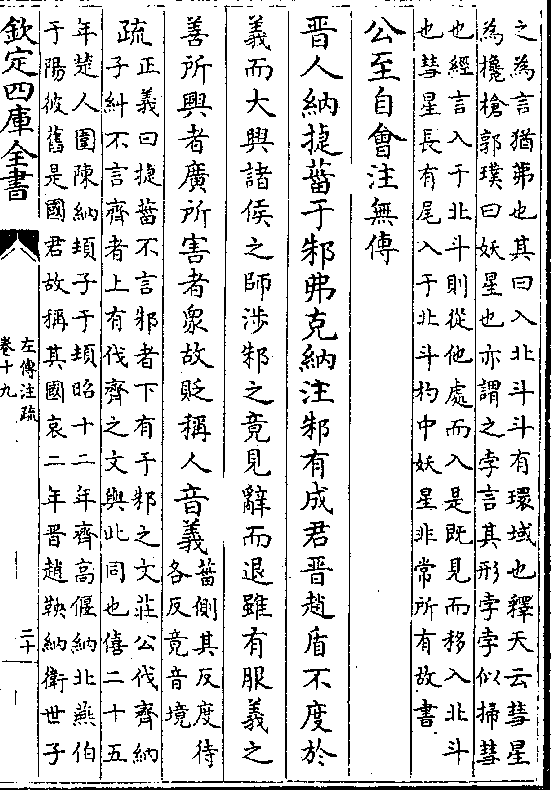 之為言猶茀也其曰入北斗斗有環域也釋天云彗星
為欃槍郭璞曰妖星也亦謂之孛言其形孛孛似掃彗
也經言入于北斗則從他處而入是既見而移入北斗
也彗星長有尾入于北斗杓中妖星非常所有故書
公至自會注無傳
晉人納捷菑于邾弗克納注邾有成君晉趙盾不度於
義而大興諸侯之師涉邾之竟見辭而退雖有服義之
善所興者廣所害者衆故貶稱人音義菑側其反度待
各反竟音境
疏正義曰捷菑不言邾者下有于邾之文莊公伐齊納
子糾不言齊者上有伐齊之文與此同也僖二十五
年楚人圍陳納頓子于頓昭十二年齊高偃納北燕伯
于陽彼舊是國君故稱其國哀二年晉趙鞅納衛世子
欽定四庫全書
左傳注疏
卷十九
二十